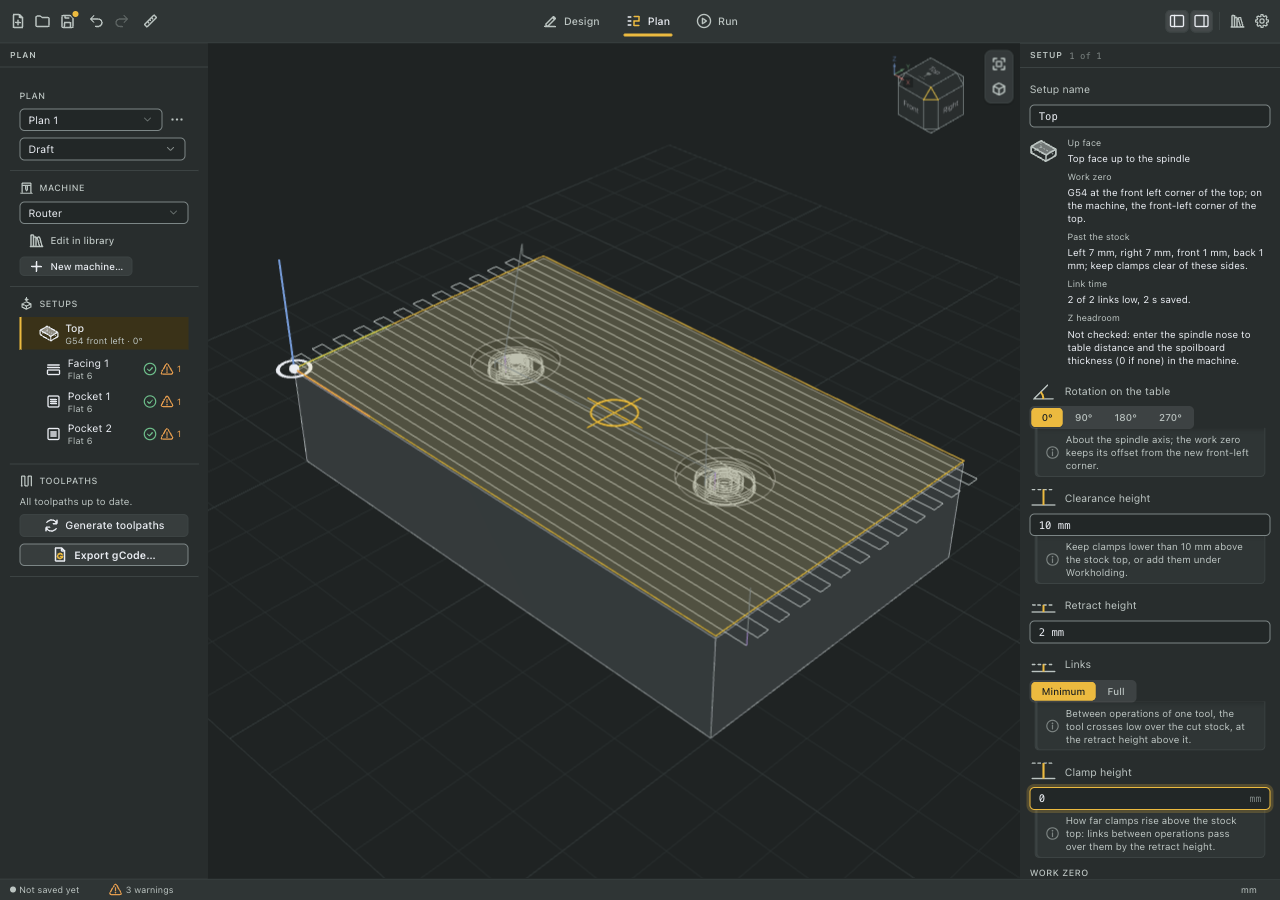 Design
Plan
Run
PLAN
PLAN
Plan 1
Draft
MACHINE
Router
Edit in library
New machine...
SETUPS
Top
G54 front left · 0°
Facing 1
Flat 6
1
Pocket 1
Flat 6
1
Pocket 2
Flat 6
1
TOOLPATHS
All toolpaths up to date.
Generate toolpaths
Export gCode...
Not saved yet
3 warnings
Top
Front
Right
SETUP 1 of 1
Setup name
Top
Up face
Top face up to the spindle
Work zero
G54 at the front left corner of the top; on
the machine, the front-left corner of the
top.
Past the stock
Left 7 mm, right 7 mm, front 1 mm, back 1
mm; keep clamps clear of these sides.
Link time
2 of 2 links low, 2 s saved.
Z headroom
Not checked: enter the spindle nose to
table distance and the spoilboard
thickness (0 if none) in the machine.
Rotation on the table
0° 90° 180° 270°
About the spindle axis; the work zero
keeps its offset from the new front-left
corner.
Clearance height
10 mm
Keep clamps lower than 10 mm above
the stock top, or add them under
Workholding.
Retract height
2 mm
Links
Minimum Full
Between operations of one tool, the
tool crosses low over the cut stock, at
the retract height above it.
Clamp height
0 mm
How far clamps rise above the stock
top: links between operations pass
over them by the retract height.
WORK ZERO
mm